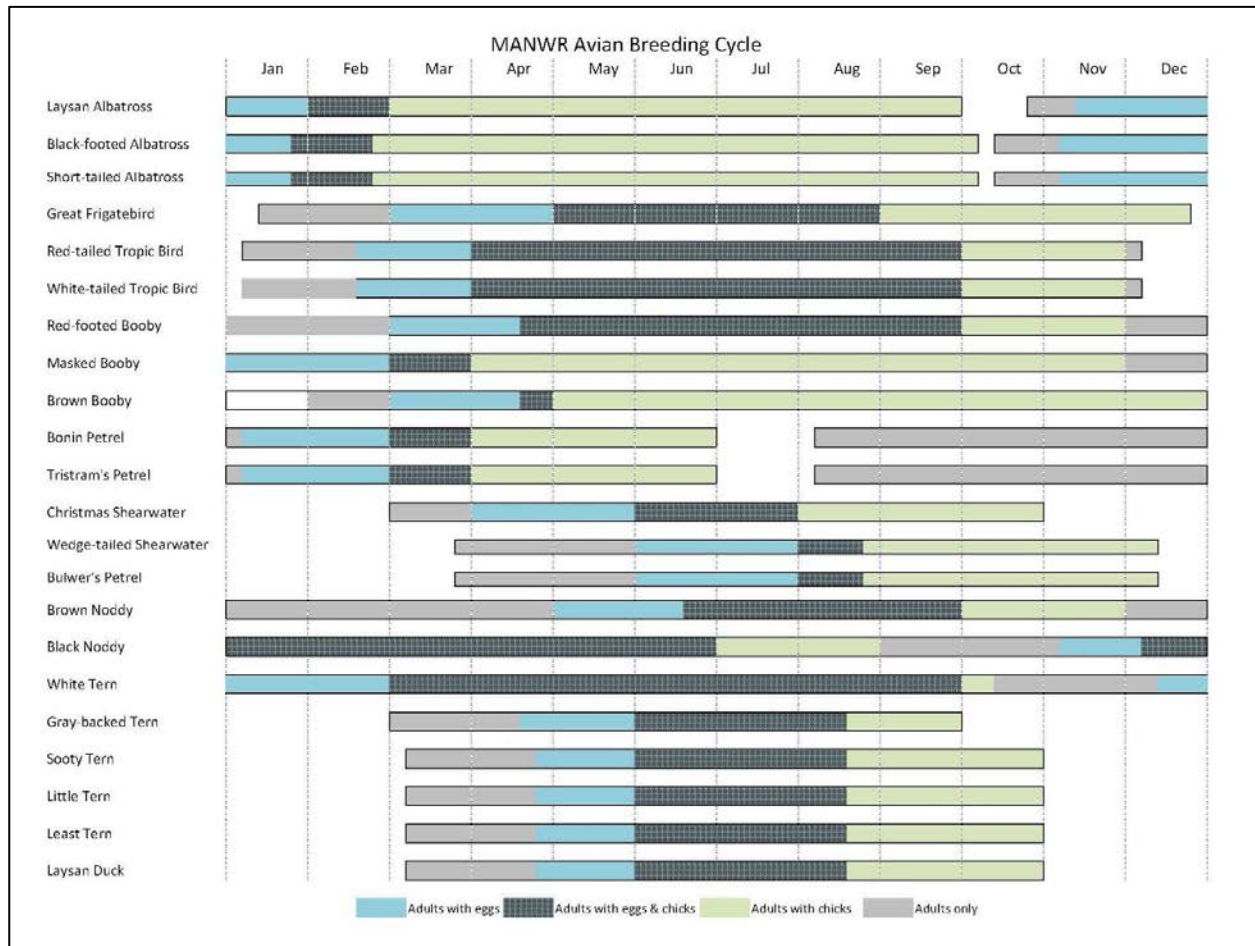 MANWR Avian Breeding Cycle
Jan Feb Mar Apr May Jun Jul Aug Sep Oct Nov Dec
Laysan Albatross
Black-footed Albatross
Short-tailed Albatross
Great Frigatebird
Red-tailed Tropic Bird
White-tailed Tropic Bird
Red-footed Booby
Masked Booby
Brown Booby
Bonin Petrel
Tristram's Petrel
Christmas Shearwater
Wedge-tailed Shearwater
Bulwer's Petrel
Brown Noddy
Black Noddy
White Tern
Gray-backed Tern
Sooty Tern
Little Tern
Least Tern
Laysan Duck
Adults with eggs Adults with eggs & chicks Adults with chicks Adults only